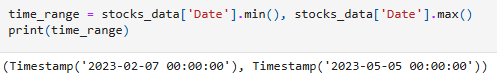 time_range = stocks_data['Date'].min(), stocks_data['Date'].max()
print(time_range)
(Timestamp('2023-02-07 00:00:00'), Timestamp('2023-05-05 00:00:00'))